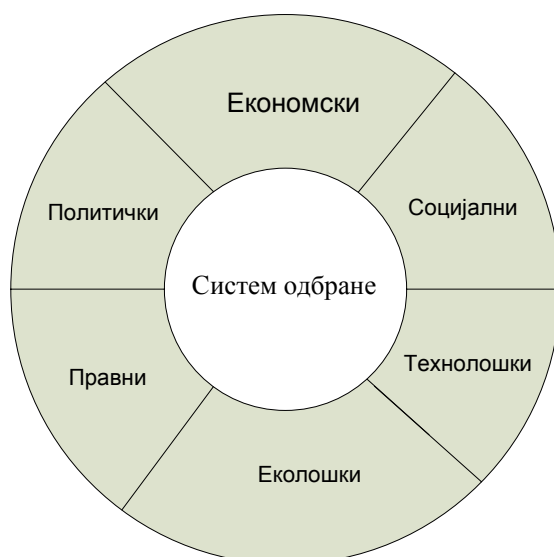 Економски
Политички
Социјални
Систем одбране
Правни
Технолошки
Еколошки